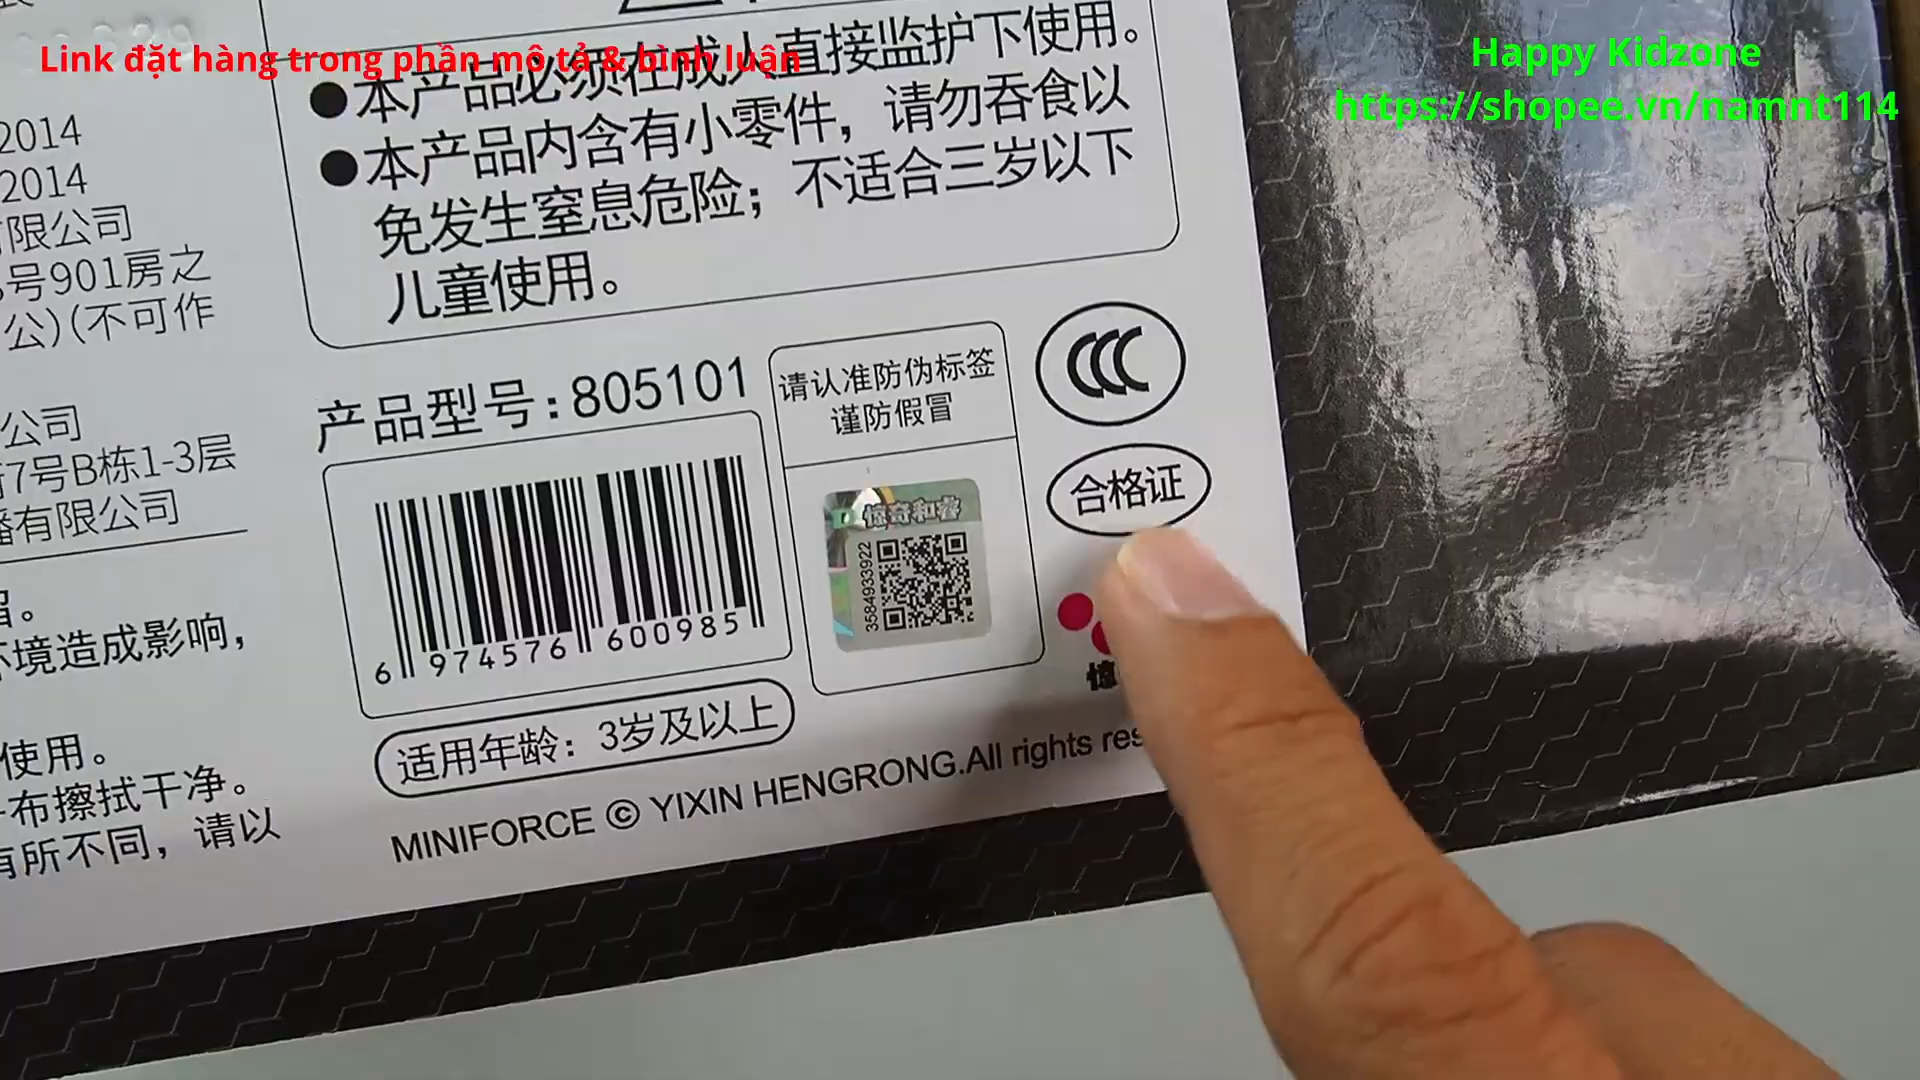 Link đặt hàng trong phần mô tả & bình luận
Happy Kidzone
https://shopee.vn/namnt114
●本产品必须在成人直接监护下使用。
●本产品内含有小零件，请勿吞食以
免发生窒息危险；不适合三岁以下
儿童使用。
2014
2014
有限公司
号901房之
公)(不可作
公司
7号B栋1-3层
播有限公司
产品型号:805101
请认准防伪标签
谨防假冒
CCC
合格证
惊奇和睿
3584933922
6 974576 600985
适用年龄：3岁及以上
MINIFORCE © YIXIN HENGRONG.All rights res
惊
留。
环境造成影响，
使用。
布擦拭干净。
有所不同，请以